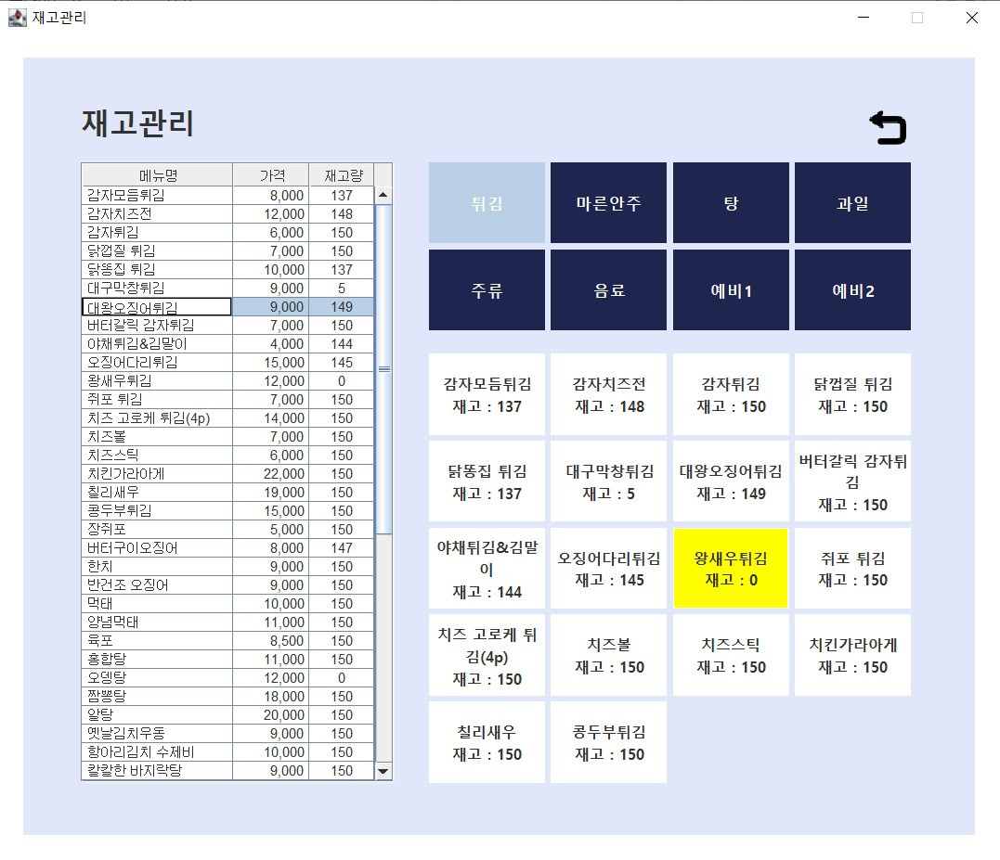 재고관리
재고관리
메뉴명 가격 재고량
감자모듬튀김 8,000 137
감자치즈전 12,000 148
감자튀김 6,000 150
닭껍질 튀김 7,000 150
닭똥집 튀김 10,000 137
대구막창튀김 9,000 5
대왕오징어튀김 9,000 149
버터갈릭 감자튀김 7,000 150
야채튀김&김말이 4,000 144
오징어다리튀김 15,000 145
왕새우튀김 12,000 0
쥐포 튀김 7,000 150
치즈 고로케 튀김(4p) 14,000 150
치즈볼 7,000 150
치즈스틱 6,000 150
치킨가라아게 22,000 150
칠리새우 19,000 150
콩두부튀김 15,000 150
장쥐포 5,000 150
버터구이오징어 8,000 147
한치 9,000 150
반건조 오징어 9,000 150
먹태 10,000 150
양념먹태 11,000 150
육포 8,500 150
홍합탕 11,000 150
오뎅탕 12,000 0
짬뽕탕 18,000 150
알탕 20,000 150
옛날김치우동 9,000 150
항아리김치 수제비 10,000 150
칼칼한 바지락탕 9,000 150
튀김 마른안주 탕 과일
주류 음료 예비1 예비2
감자모듬튀김
재고 : 137
감자치즈전
재고 : 148
감자튀김
재고 : 150
닭껍질 튀김
재고 : 150
닭똥집 튀김
재고 : 137
대구막창튀김
재고 : 5
대왕오징어튀김
재고 : 149
버터갈릭 감자튀
김
재고 : 150
야채튀김&김말
이
재고 : 144
오징어다리튀김
재고 : 145
왕새우튀김
재고 : 0
쥐포 튀김
재고 : 150
치즈 고로케 튀
김(4p)
재고 : 150
치즈볼
재고 : 150
치즈스틱
재고 : 150
치킨가라아게
재고 : 150
칠리새우
재고 : 150
콩두부튀김
재고 : 150